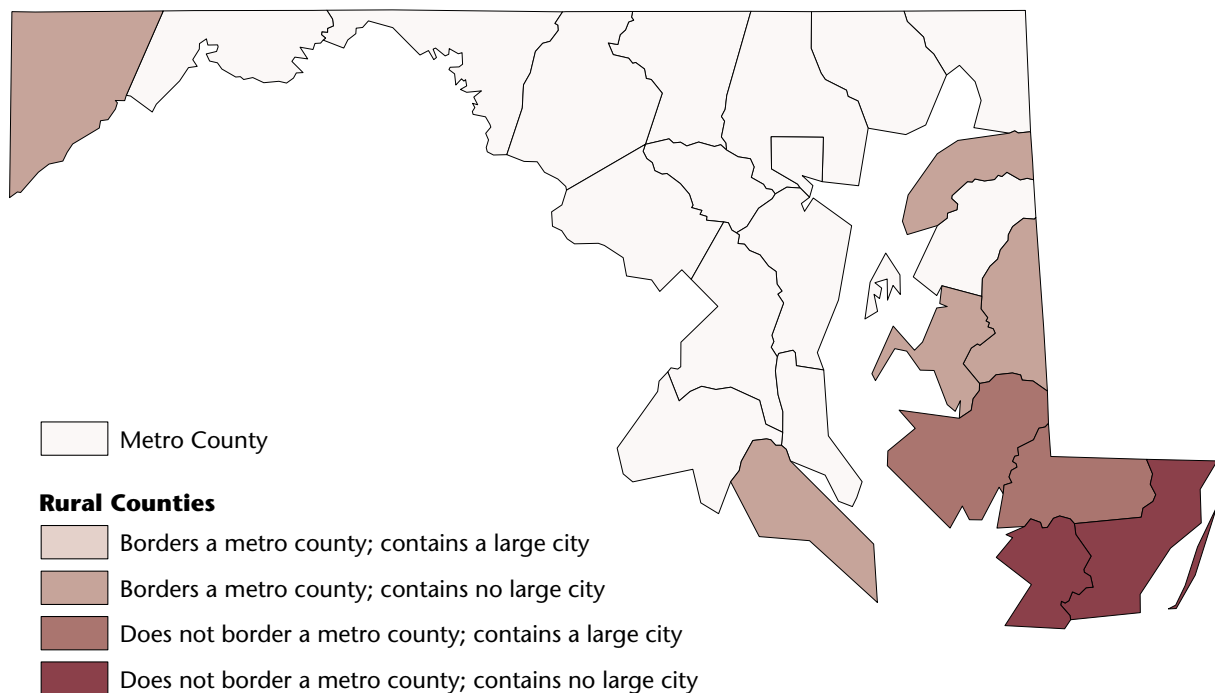 Metro County
Rural Counties
Borders a metro county; contains a large city
Borders a metro county; contains no large city
Does not border a metro county; contains a large city
Does not border a metro county; contains no large city